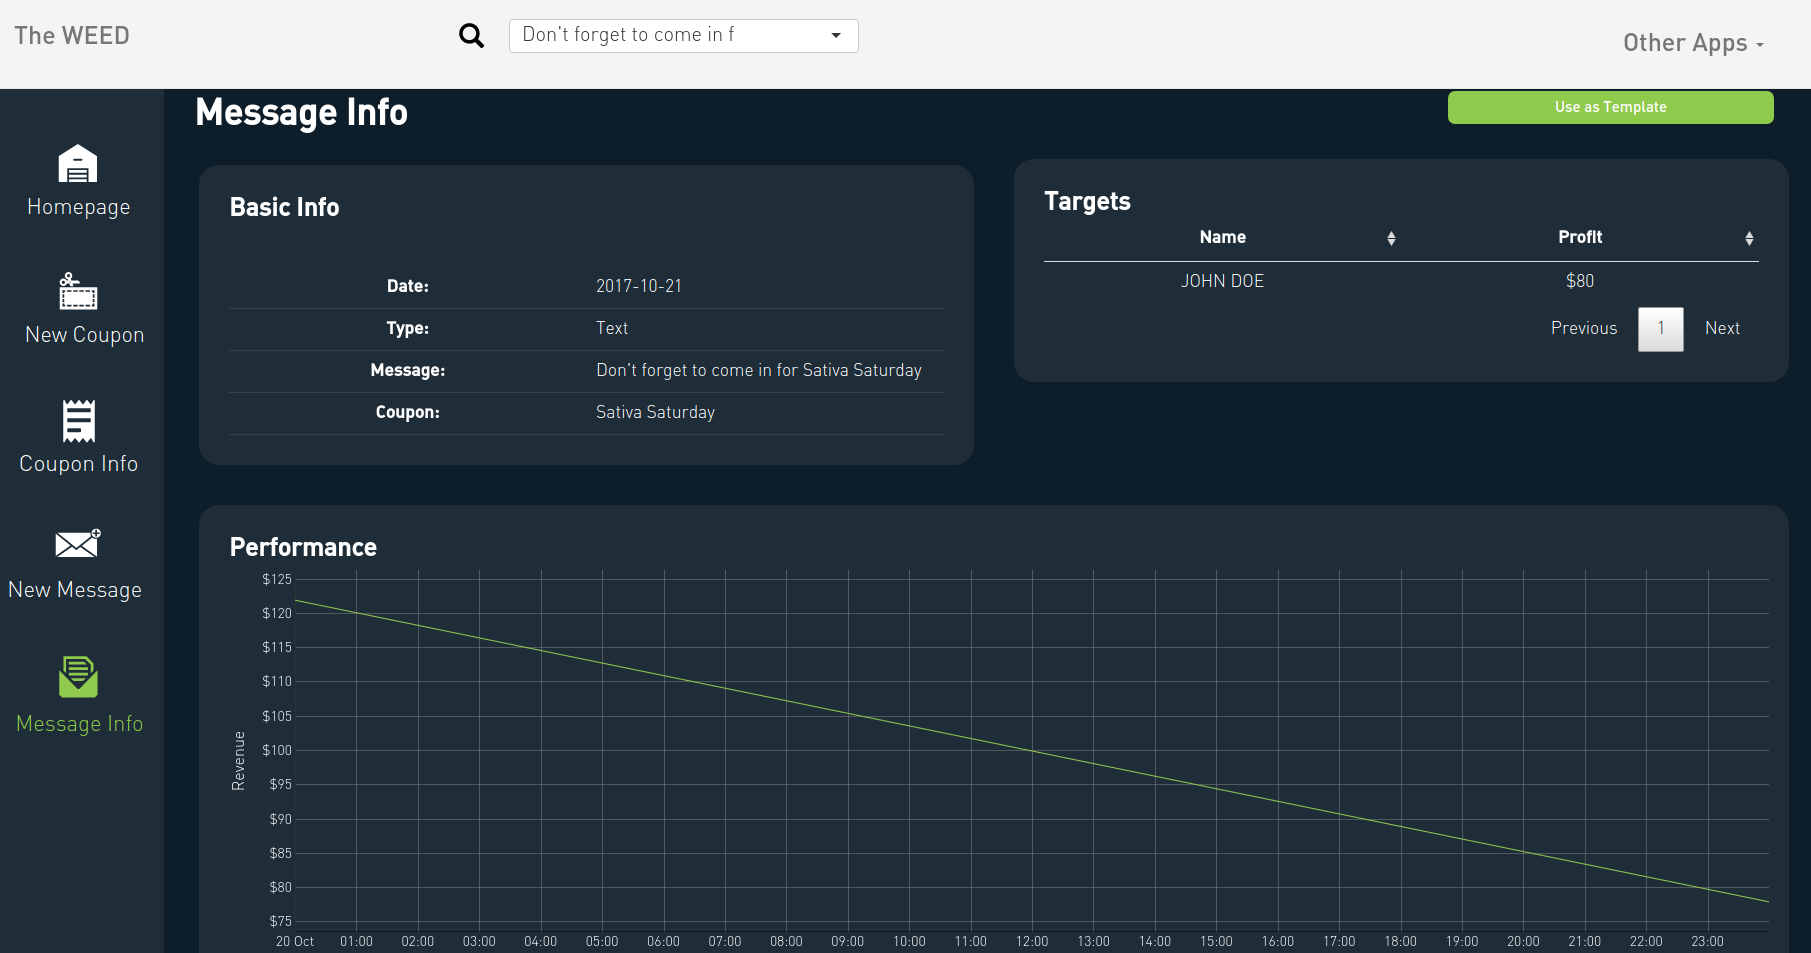 The WEED
Don't forget to come in f
Other Apps
Message Info
Use as Template
Homepage
New Coupon
Coupon Info
New Message
Message Info
Basic Info
Date: 2017-10-21
Type: Text
Message: Don't forget to come in for Sativa Saturday
Coupon: Sativa Saturday
Targets
Name Profit
JOHN DOE $80
Previous 1 Next
Performance
Revenue
$125
$120
$115
$110
$105
$100
$95
$90
$85
$80
$75
20 Oct 01:00 02:00 03:00 04:00 05:00 06:00 07:00 08:00 09:00 10:00 11:00 12:00 13:00 14:00 15:00 16:00 17:00 18:00 19:00 20:00 21:00 22:00 23:00